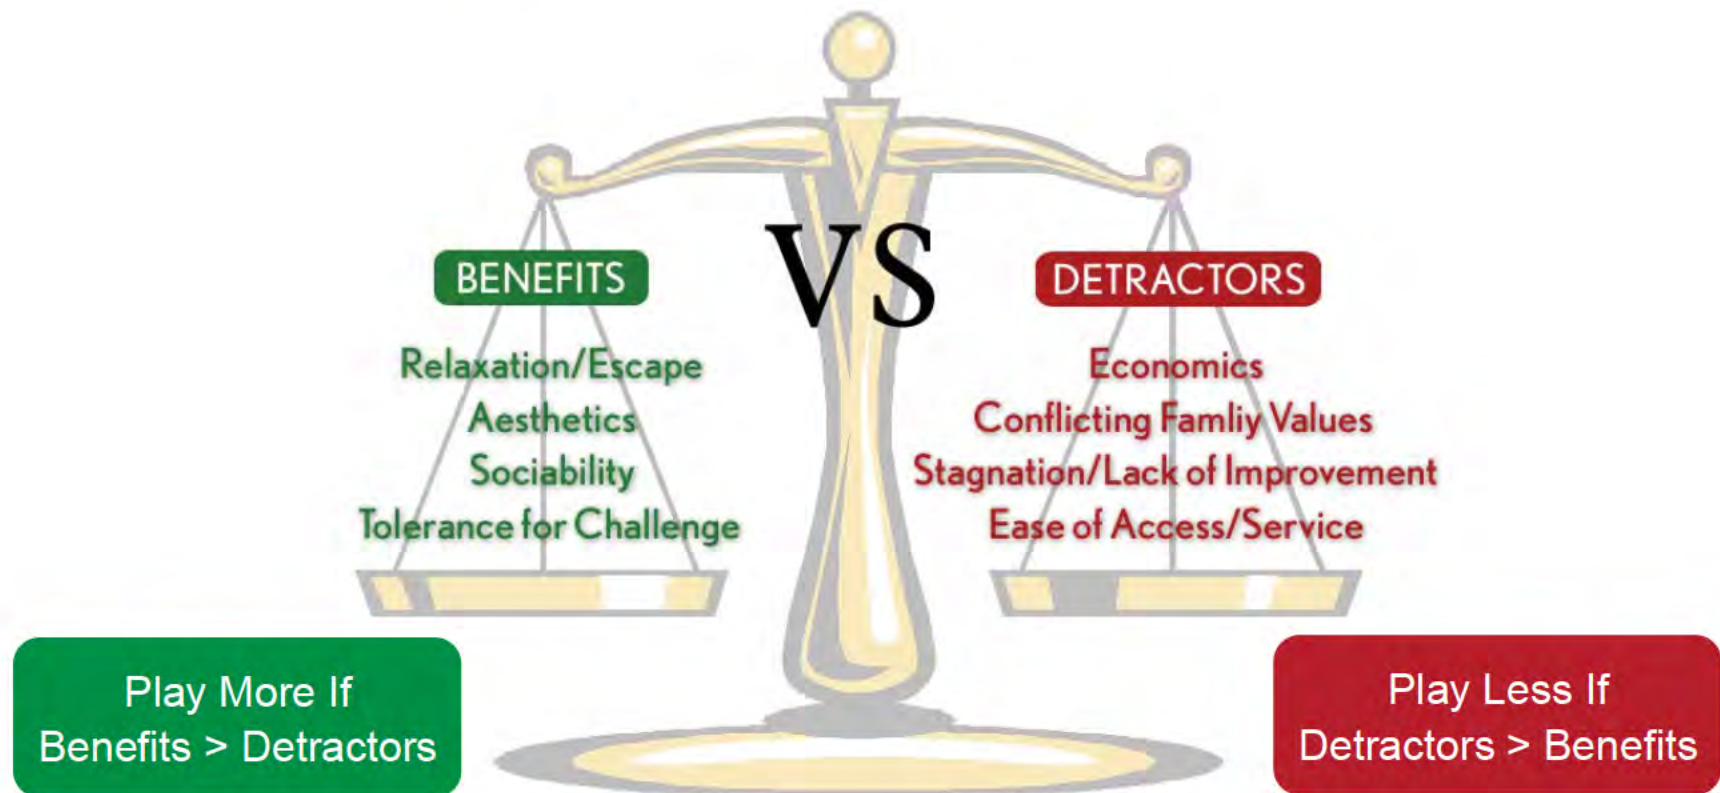 VS
BENEFITS
Relaxation/Escape
Aesthetics
Sociability
Tolerance for Challenge
DETRACTORS
Economics
Conflicting Famliy Values
Stagnation/Lack of Improvement
Ease of Access/Service
Play More If
Benefits > Detractors
Play Less If
Detractors > Benefits